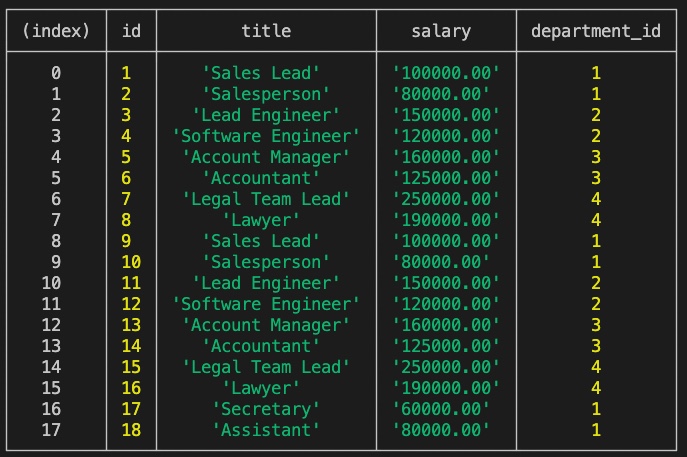 (index) id title salary department_id
0 1 'Sales Lead' '100000.00' 1
1 2 'Salesperson' '80000.00' 1
2 3 'Lead Engineer' '150000.00' 2
3 4 'Software Engineer' '120000.00' 2
4 5 'Account Manager' '160000.00' 3
5 6 'Accountant' '125000.00' 3
6 7 'Legal Team Lead' '250000.00' 4
7 8 'Lawyer' '190000.00' 4
8 9 'Sales Lead' '100000.00' 1
9 10 'Salesperson' '80000.00' 1
10 11 'Lead Engineer' '150000.00' 2
11 12 'Software Engineer' '120000.00' 2
12 13 'Account Manager' '160000.00' 3
13 14 'Accountant' '125000.00' 3
14 15 'Legal Team Lead' '250000.00' 4
15 16 'Lawyer' '190000.00' 4
16 17 'Secretary' '60000.00' 1
17 18 'Assistant' '80000.00' 1